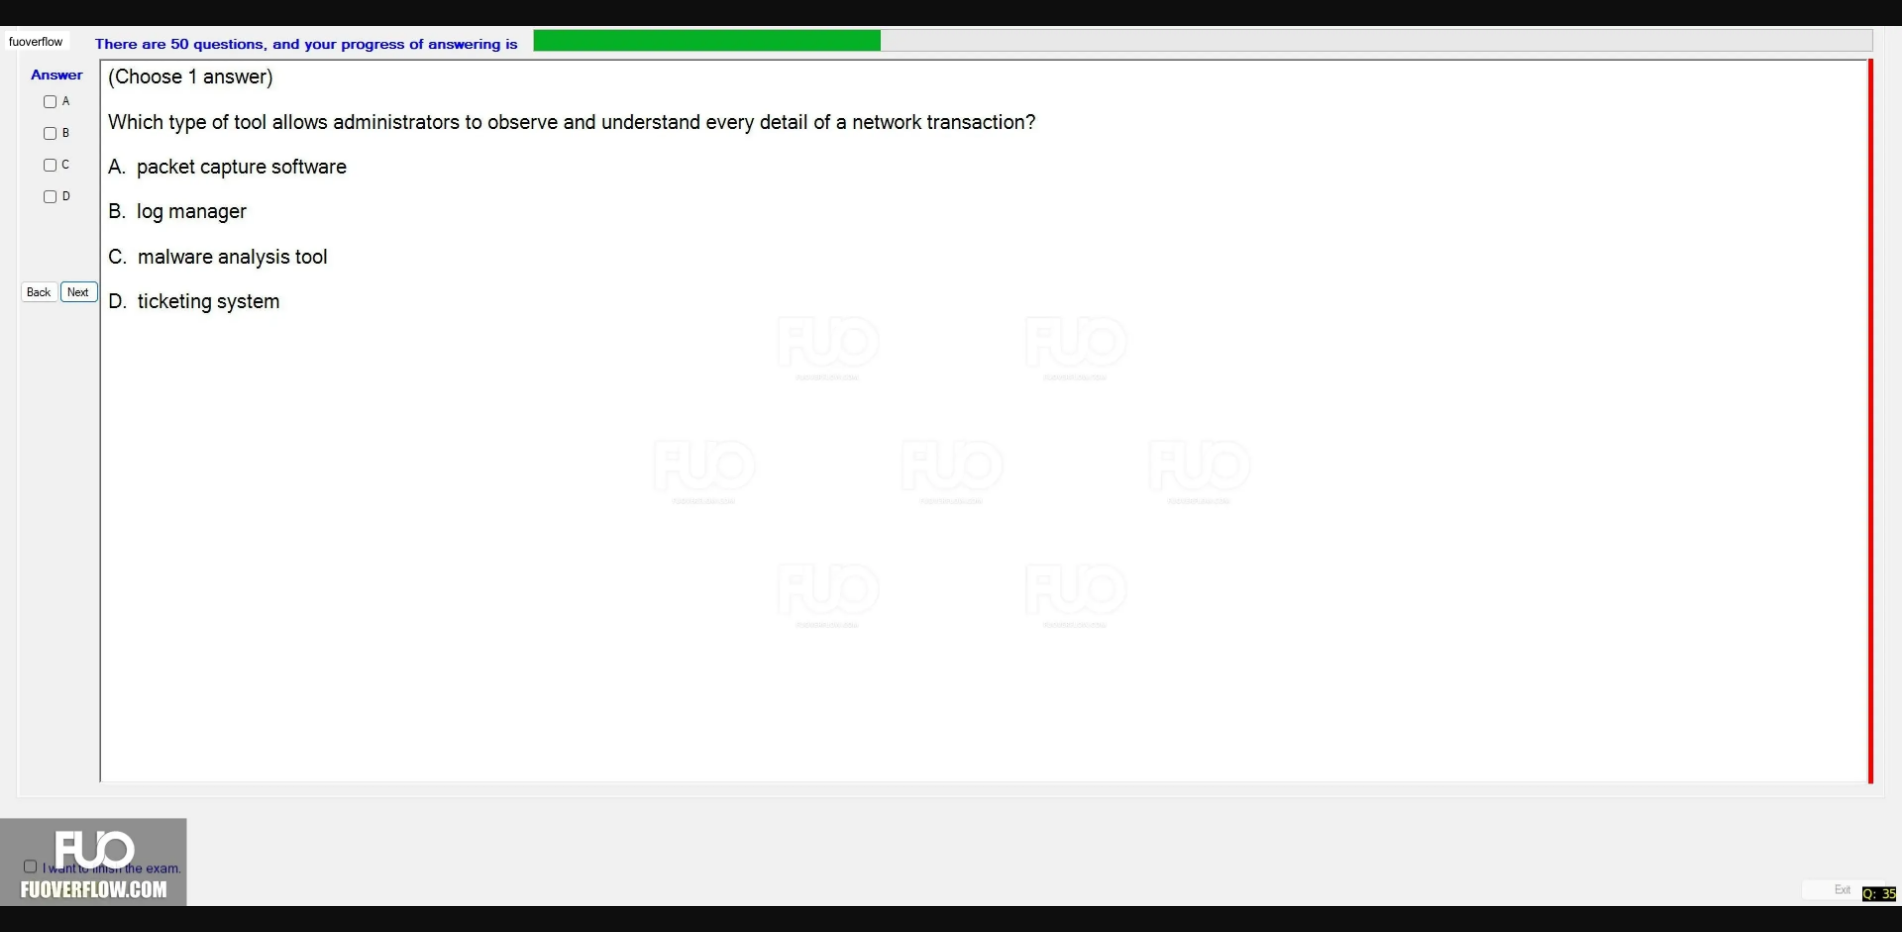 fuoverflow
There are 50 questions, and your progress of answering is
Answer
(Choose 1 answer)
A
Which type of tool allows administrators to observe and understand every detail of a network transaction?
B
A. packet capture software
C
D
B. log manager
C. malware analysis tool
Back Next
D. ticketing system
FUO
FUO
FUO
FUO
FUO
FUO
FUO
FUO
I want to finish the exam.
FUOVERFLOW.COM
Exit
Q: 35